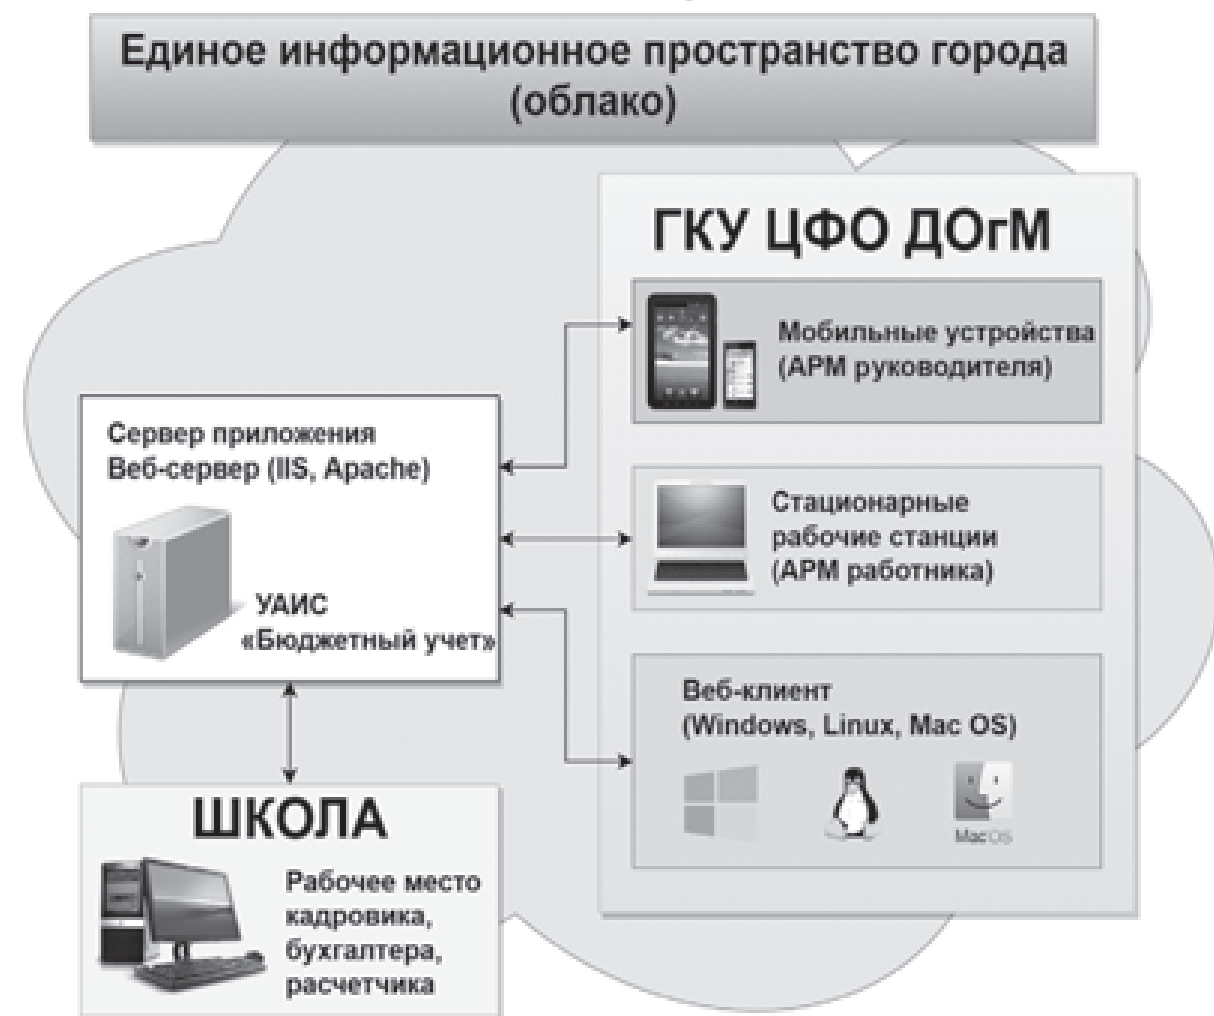 Единое информационное пространство города
(облако)
ГКУ ЦФО ДОгМ
Мобильные устройства
(АРМ руководителя)
Сервер приложения
Веб-сервер (IIS, Apache)
УАИС
«Бюджетный учет»
Стационарные
рабочие станции
(АРМ работника)
Веб-клиент
(Windows, Linux, Mac OS)
Mac OS
ШКОЛА
Рабочее место
кадровика,
бухгалтера,
расчетчика